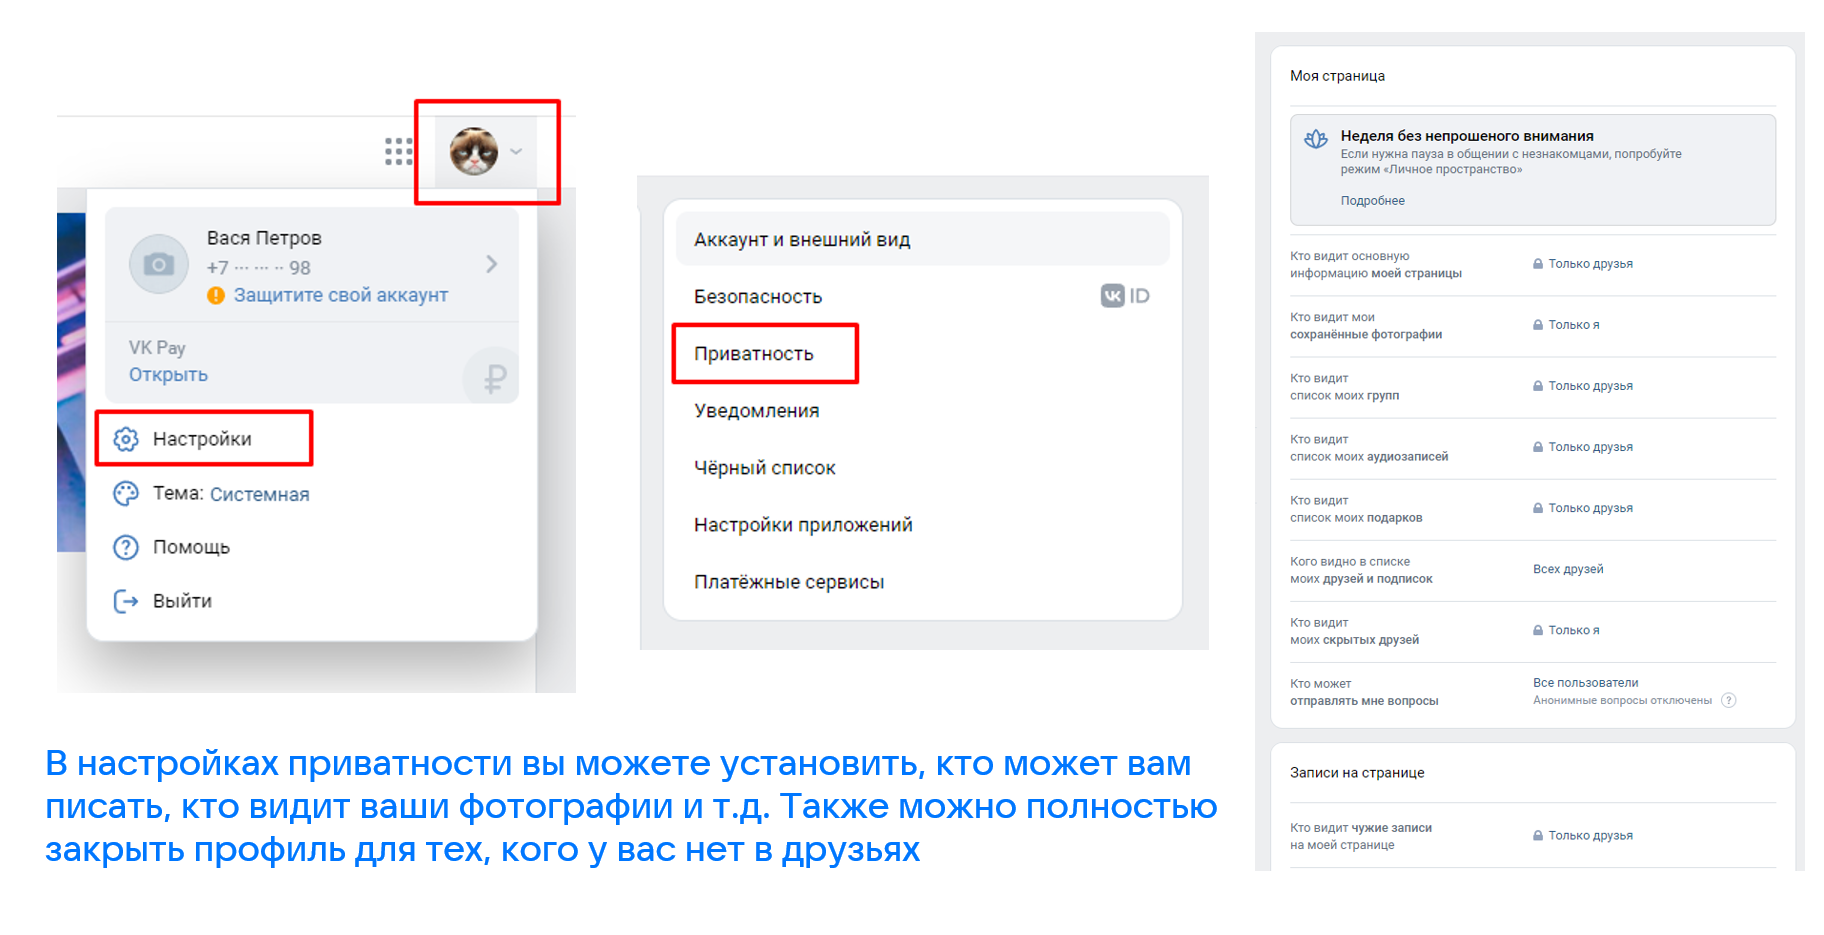 Вася Петров
+7 ··· ··· ·· 98
Защитите свой аккаунт
VK Pay
Открыть
₽
Настройки
Тема: Системная
Помощь
Выйти
Аккаунт и внешний вид
Безопасность
VK ID
Приватность
Уведомления
Чёрный список
Настройки приложений
Платёжные сервисы
Моя страница
Неделя без непрошеного внимания
Если нужна пауза в общении с незнакомцами, попробуйте
режим «Личное пространство»
Подробнее
Кто видит основную
информацию моей страницы
Только друзья
Кто видит мои
сохранённые фотографии
Только я
Кто видит
список моих групп
Только друзья
Кто видит
список моих аудиозаписей
Только друзья
Кто видит
список моих подарков
Только друзья
Кого видно в списке
моих друзей и подписок
Всех друзей
Кто видит
моих скрытых друзей
Только я
Кто может
отправлять мне вопросы
Все пользователи
Анонимные вопросы отключены ?
Записи на странице
Кто видит чужие записи
на моей странице
Только друзья
В настройках приватности вы можете установить, кто может вам
писать, кто видит ваши фотографии и т.д. Также можно полностью
закрыть профиль для тех, кого у вас нет в друзьях